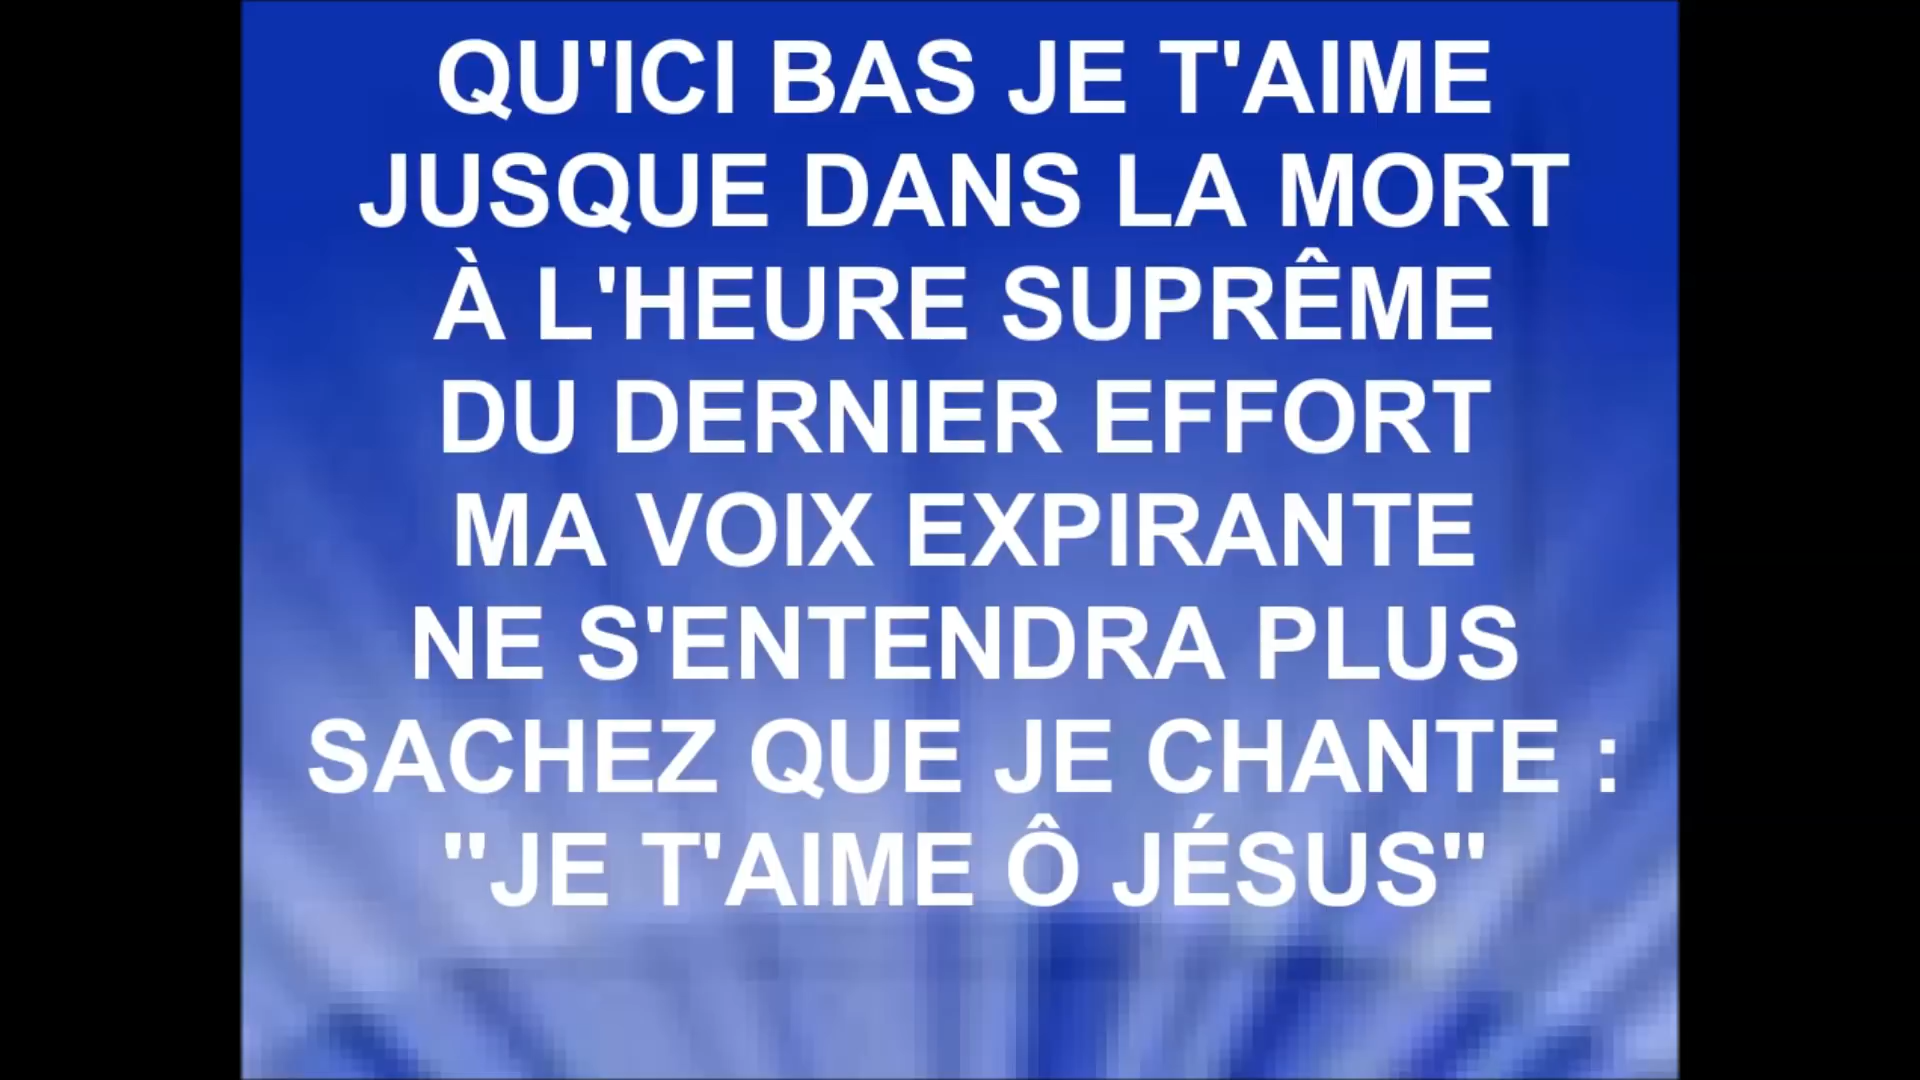 QU'ICI BAS JE T'AIME
JUSQUE DANS LA MORT
À L'HEURE SUPRÊME
DU DERNIER EFFORT
MA VOIX EXPIRANTE
NE S'ENTENDRA PLUS
SACHEZ QUE JE CHANTE :
"JE T'AIME Ô JÉSUS"